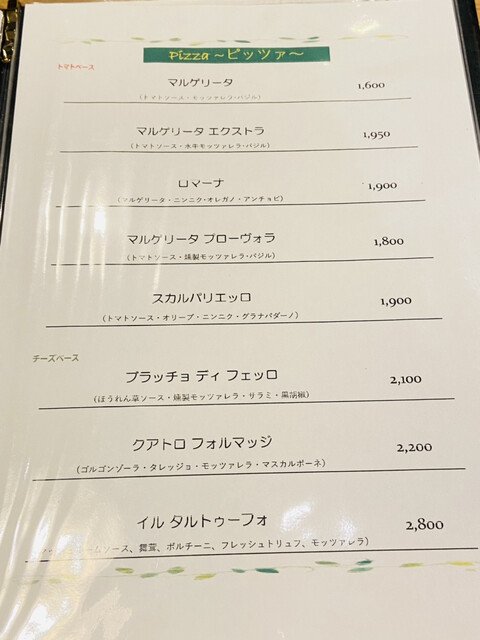 Pizza ～ピッツァ～
トマトベース
マルゲリータ 1,600
(トマトソース・モッツァレラ・バジル)
マルゲリータ エクストラ 1,950
(トマトソース・水牛モッツァレラ・バジル)
ロマーナ 1,900
(マルゲリータ・ニンニク・オレガノ・アンチョビ)
マルゲリータ プローヴォラ 1,800
(トマトソース・燻製モッツァレラ・バジル)
スカルパリエッロ 1,900
(トマトソース・オリーブ・ニンニク・グラナパダーノ)
チーズベース
ブラッチョ ディ フェッロ 2,100
(ほうれん草ソース・燻製モッツァレラ・サラミ・黒胡椒)
クアトロ フォルマッジ 2,200
(ゴルゴンゾーラ・タレッジョ・モッツァレラ・マスカルポーネ)
イル タルトゥーフォ 2,800
ームソース、舞茸、ポルチーニ、フレッシュトリュフ、モッツァレラ)